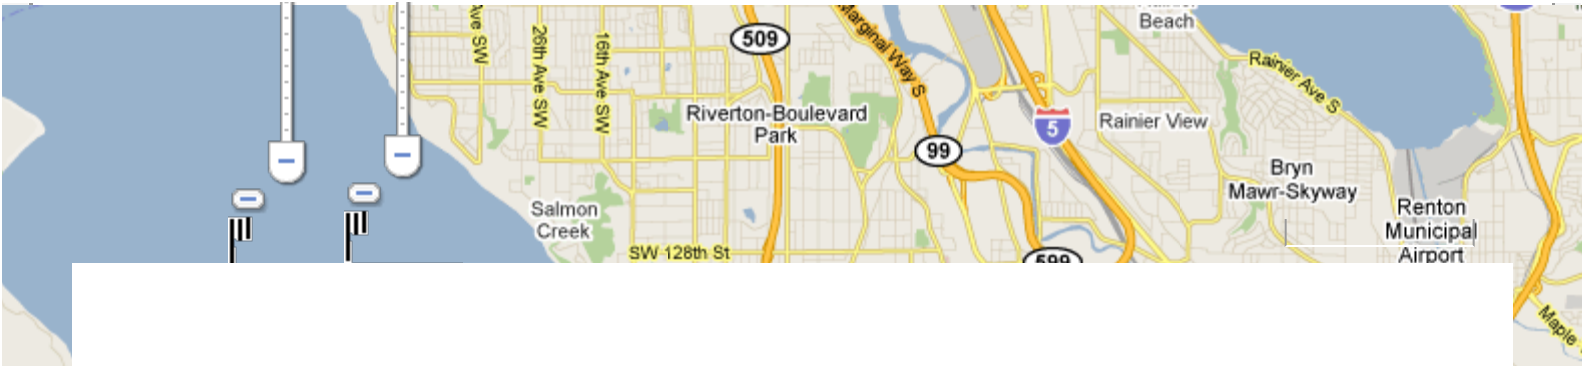 Ave SW
26th Ave SW
16th Ave SW
509
Marginal Way S
Beach
Rainier Ave S
Riverton-Boulevard
Park
5
Rainier View
99
Bryn
Mawr-Skyway
Salmon
Creek
Renton
Municipal
Airport
SW 128th St
599
Maple